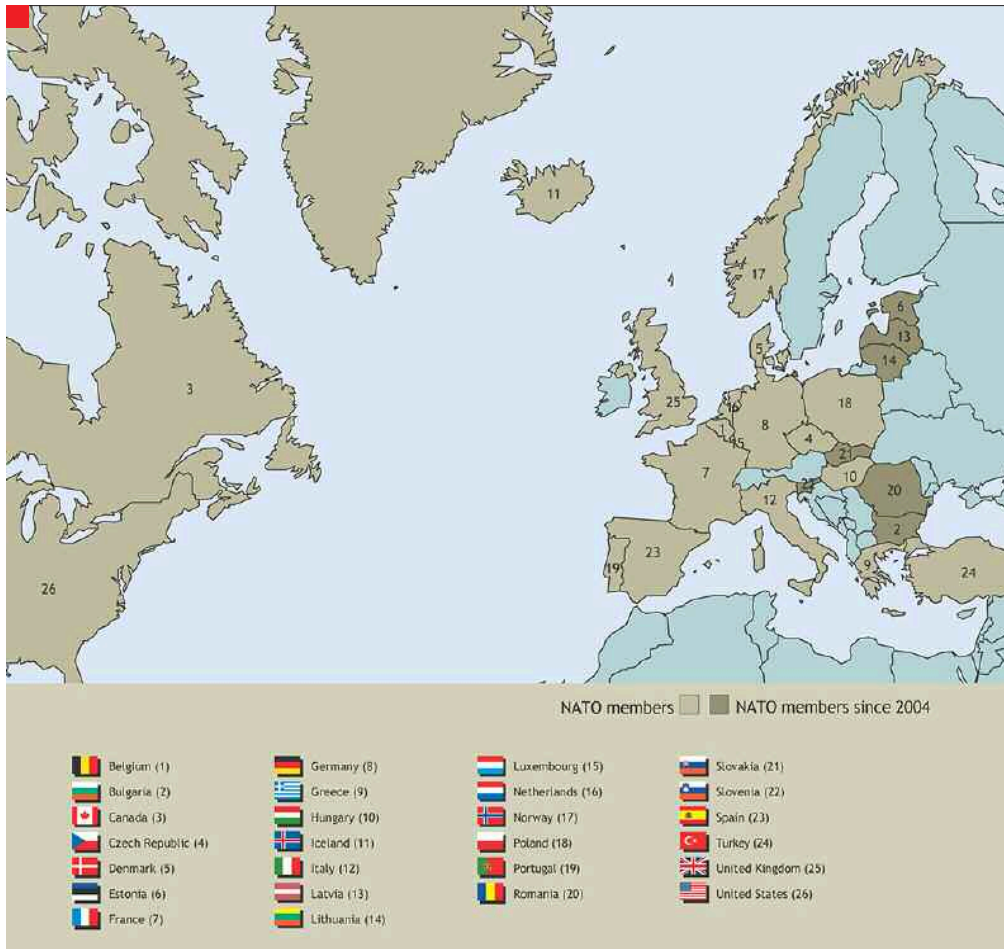 11
17
6
13
14
5
3
25
16
18
8
1
15
4
21
7
10
22
20
12
2
23
19
9
24
26
NATO members
NATO members since 2004
Belgium (1)
Bulgaria (2)
Canada (3)
Czech Republic (4)
Denmark (5)
Estonia (6)
France (7)
Germany (8)
Greece (9)
Hungary (10)
Iceland (11)
Italy (12)
Latvia (13)
Lithuania (14)
Luxembourg (15)
Netherlands (16)
Norway (17)
Poland (18)
Portugal (19)
Romania (20)
Slovakia (21)
Slovenia (22)
Spain (23)
Turkey (24)
United Kingdom (25)
United States (26)